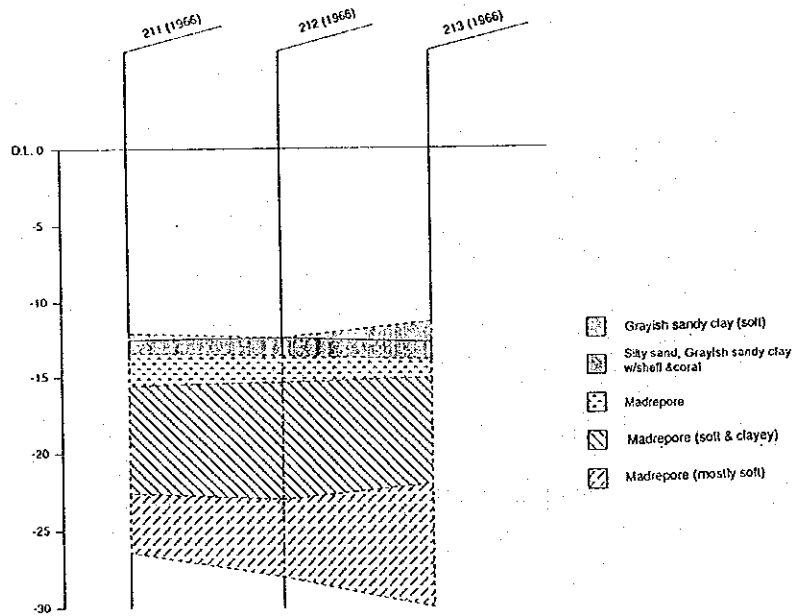 211 (1966)
212 (1966)
213 (1966)
D.L. 0
-5
-10
-15
-20
-25
-30
Grayish sandy clay (soft)
Silty sand, Grayish sandy clay
w/shell &coral
Madrepore
Madrepore (soft & clayey)
Madrepore (mostly soft)